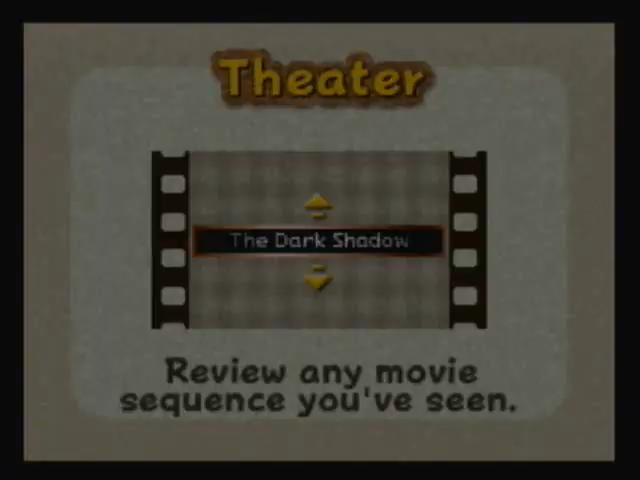 Theater
The Dark Shadow
Review any movie
sequence you've seen.